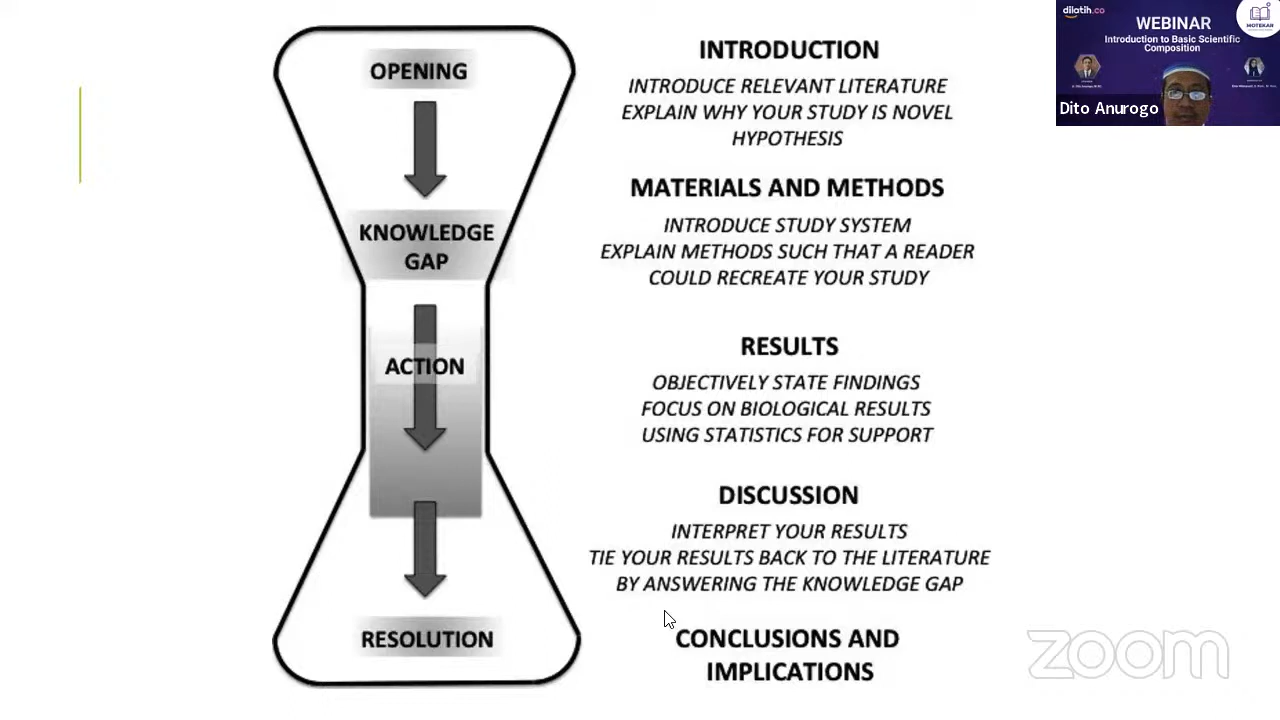 OPENING
KNOWLEDGE
GAP
ACTION
RESOLUTION
INTRODUCTION
INTRODUCE RELEVANT LITERATURE
EXPLAIN WHY YOUR STUDY IS NOVEL
HYPOTHESIS
MATERIALS AND METHODS
INTRODUCE STUDY SYSTEM
EXPLAIN METHODS SUCH THAT A READER
COULD RECREATE YOUR STUDY
RESULTS
OBJECTIVELY STATE FINDINGS
FOCUS ON BIOLOGICAL RESULTS
USING STATISTICS FOR SUPPORT
DISCUSSION
INTERPRET YOUR RESULTS
TIE YOUR RESULTS BACK TO THE LITERATURE
BY ANSWERING THE KNOWLEDGE GAP
CONCLUSIONS AND
IMPLICATIONS
dilatih.co
MOTEKAR
WEBINAR
Introduction to Basic Scientific
Composition
Dito Anurogo
zoom